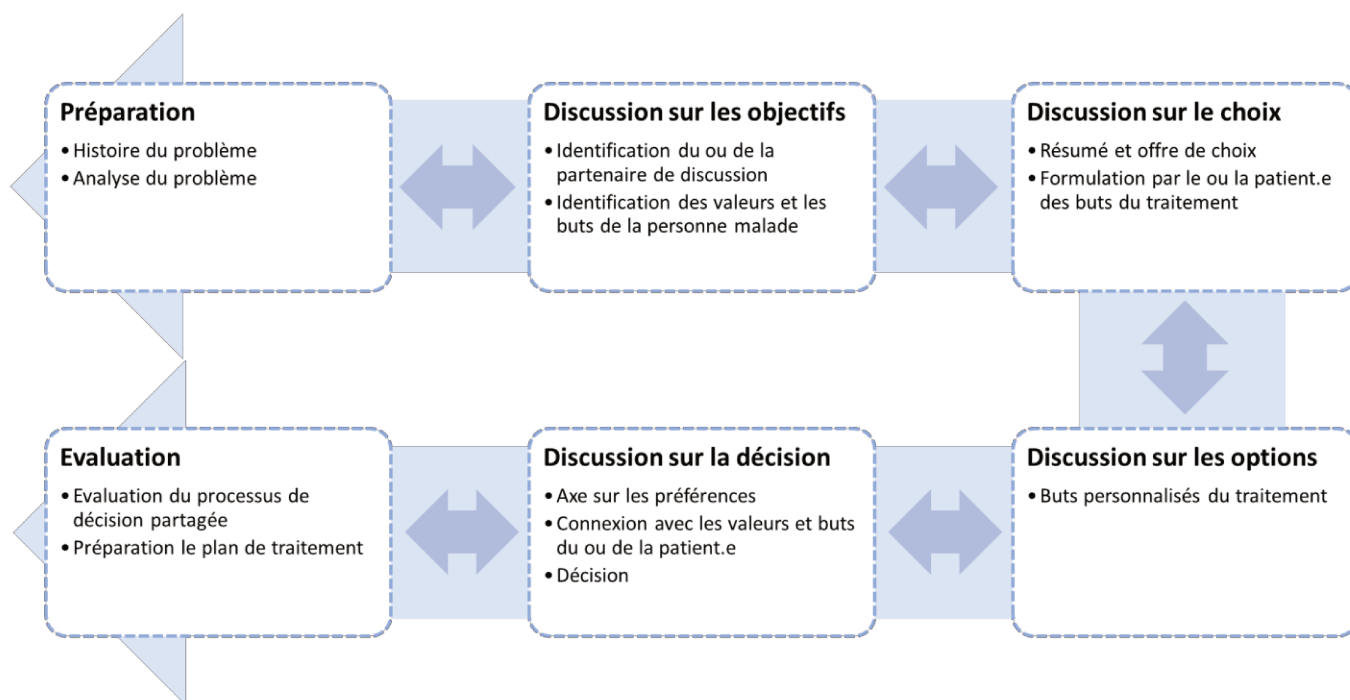 Préparation
• Histoire du problème
• Analyse du problème
Discussion sur les objectifs
• Identification du ou de la
partenaire de discussion
• Identification des valeurs et les
buts de la personne malade
Discussion sur le choix
• Résumé et offre de choix
• Formulation par le ou la patient.e
des buts du traitement
Evaluation
• Evaluation du processus de
décision partagée
• Préparation le plan de traitement
Discussion sur la décision
• Axe sur les préférences
• Connexion avec les valeurs et buts
du ou de la patient.e
• Décision
Discussion sur les options
• Buts personnalisés du traitement